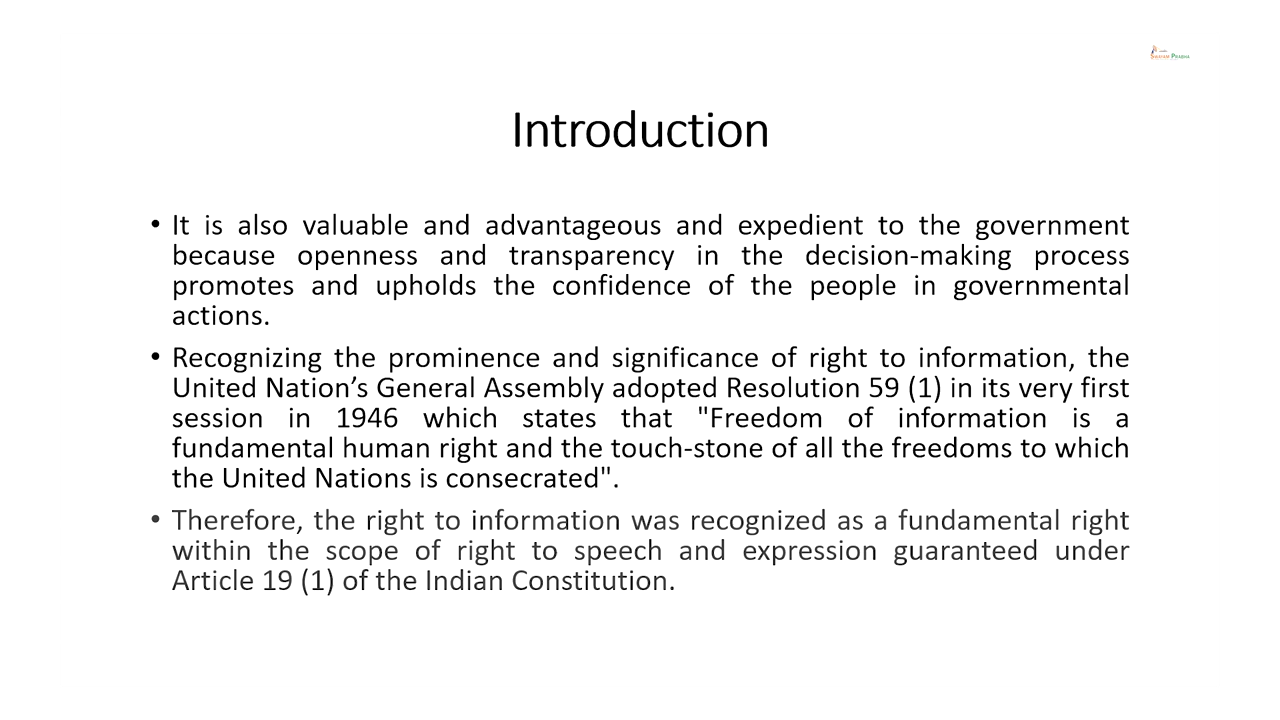 Introduction
• It is also valuable and advantageous and expedient to the government
because openness and transparency in the decision-making process
promotes and upholds the confidence of the people in governmental
actions.
• Recognizing the prominence and significance of right to information, the
United Nation’s General Assembly adopted Resolution 59 (1) in its very first
session in 1946 which states that "Freedom of information is a
fundamental human right and the touch-stone of all the freedoms to which
the United Nations is consecrated".
• Therefore, the right to information was recognized as a fundamental right
within the scope of right to speech and expression guaranteed under
Article 19 (1) of the Indian Constitution.